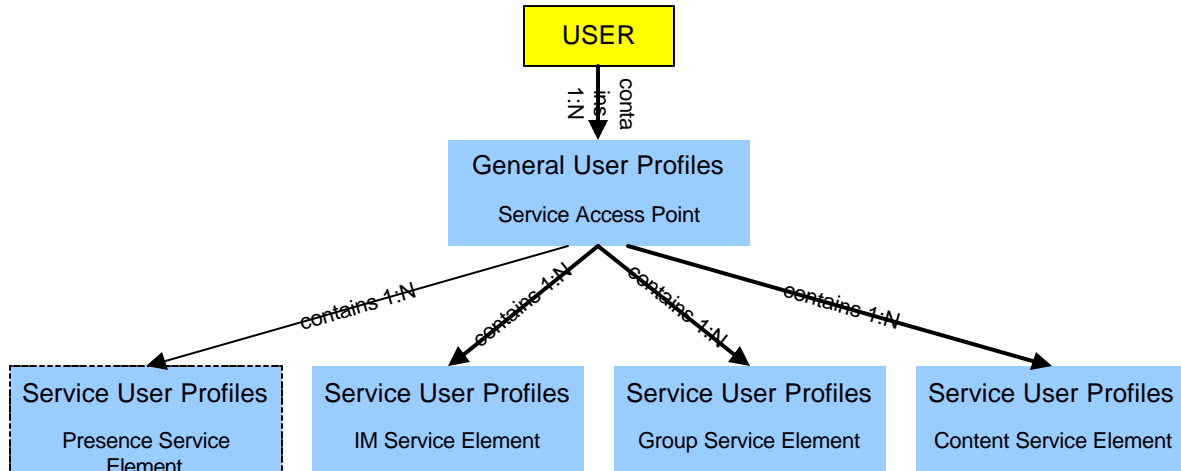 USER
conta
ins
1:N
General User Profiles
Service Access Point
contains 1:N
contains 1:N
contains 1:N
contains 1:N
Service User Profiles
Presence Service
Element
Service User Profiles
IM Service Element
Service User Profiles
Group Service Element
Service User Profiles
Content Service Element